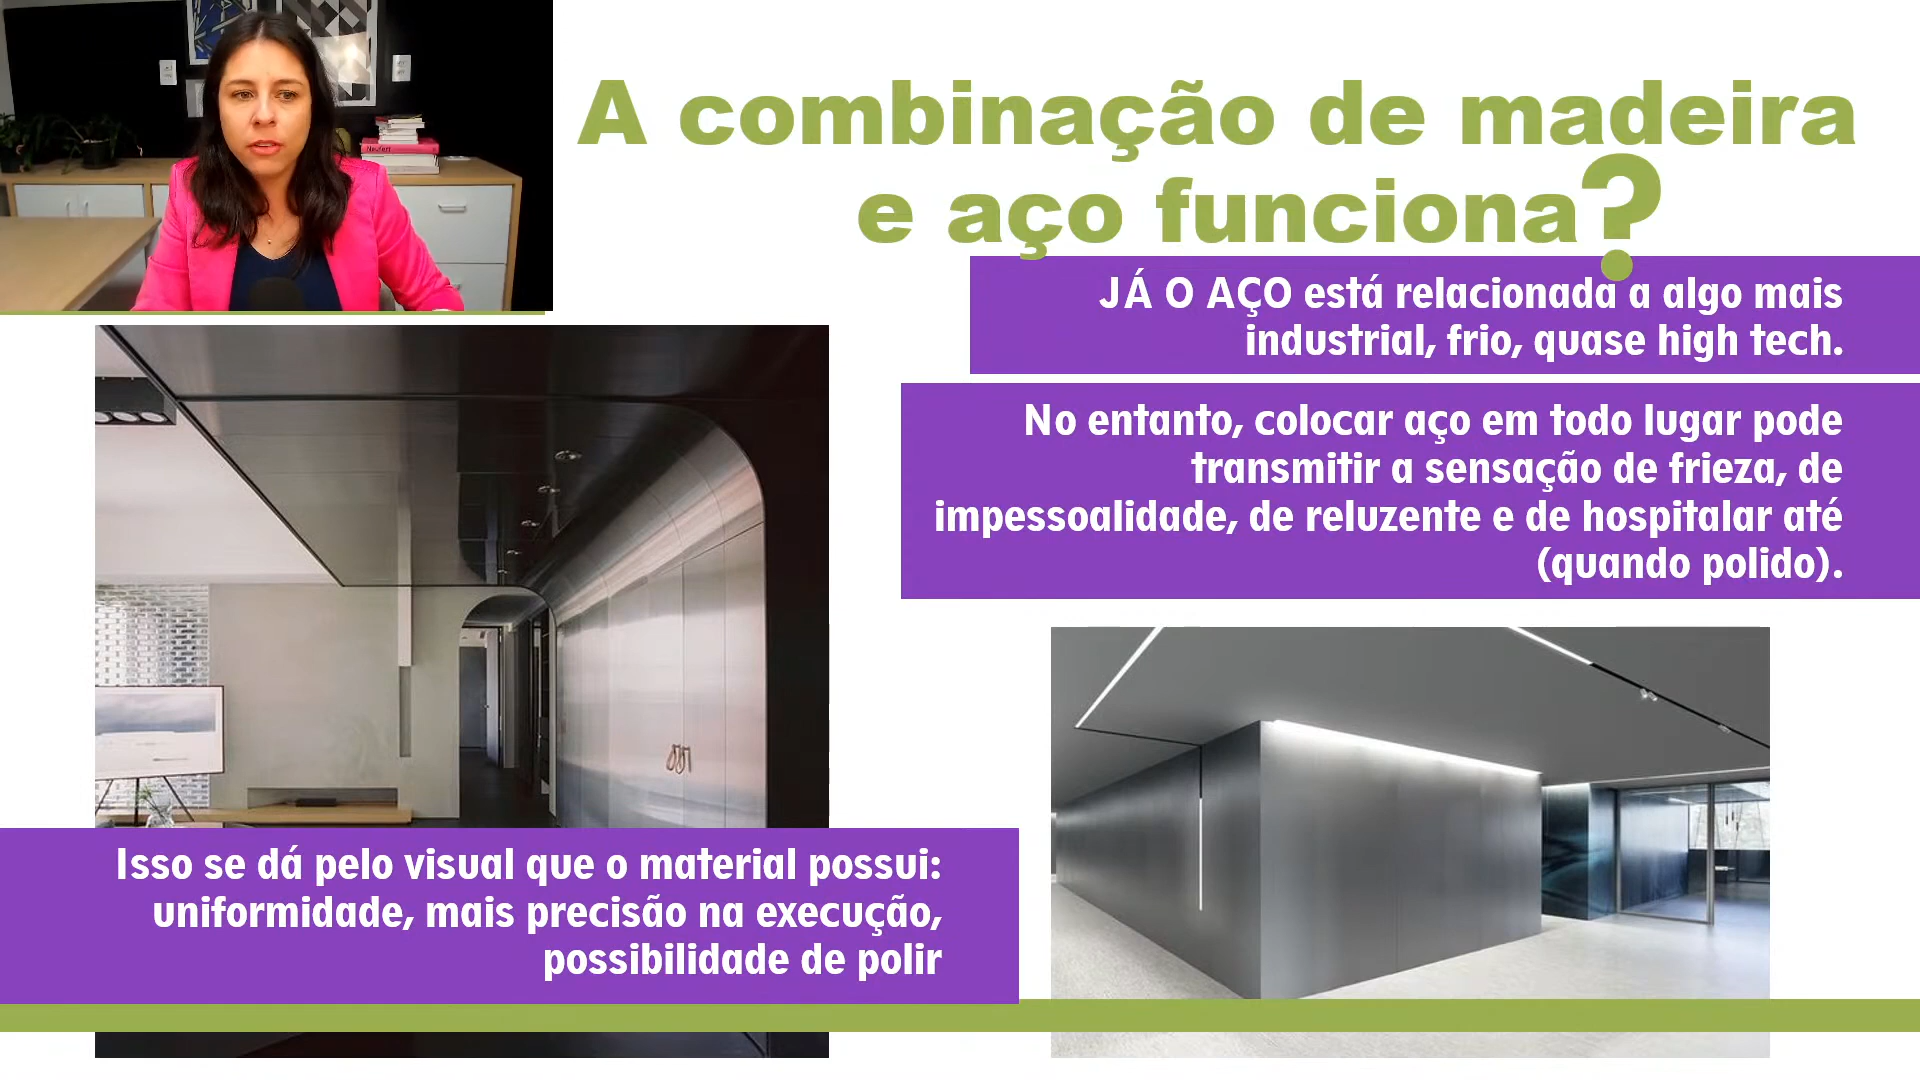 A combinação de madeira
e aço funciona?
JÁ O AÇO está relacionada a algo mais
industrial, frio, quase high tech.
No entanto, colocar aço em todo lugar pode
transmitir a sensação de frieza, de
impessoalidade, de reluzente e de hospitalar até
(quando polido).
Isso se dá pelo visual que o material possui:
uniformidade, mais precisão na execução,
possibilidade de polir
Neufert